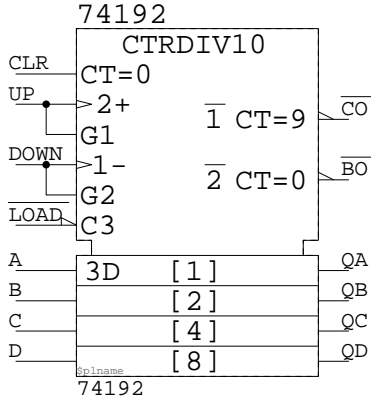 74192
CTRDIV10
CLR
CT=0
UP
2+
1 CT=9
CO
G1
DOWN
1-
2 CT=0
BO
G2
LOAD
C3
A
3D
[1]
QA
B
[2]
QB
C
[4]
QC
D
[8]
QD
$plname
74192